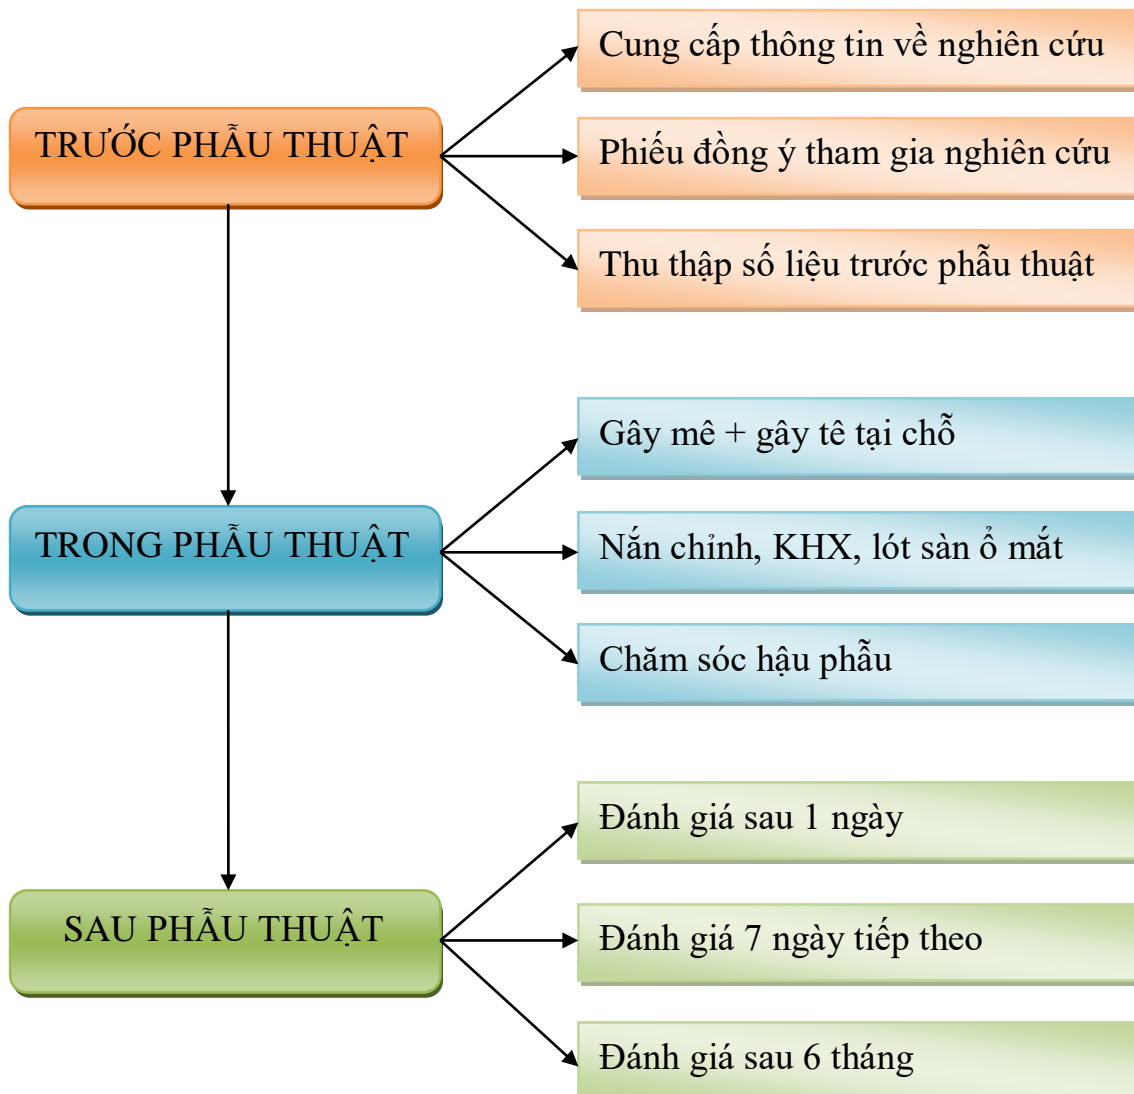 TRƯỚC PHẪU THUẬT
Cung cấp thông tin về nghiên cứu
Phiếu đồng ý tham gia nghiên cứu
Thu thập số liệu trước phẫu thuật
TRONG PHẪU THUẬT
Gây mê + gây tê tại chỗ
Nắn chỉnh, KHX, lót sàn ổ mắt
Chăm sóc hậu phẫu
SAU PHẪU THUẬT
Đánh giá sau 1 ngày
Đánh giá 7 ngày tiếp theo
Đánh giá sau 6 tháng